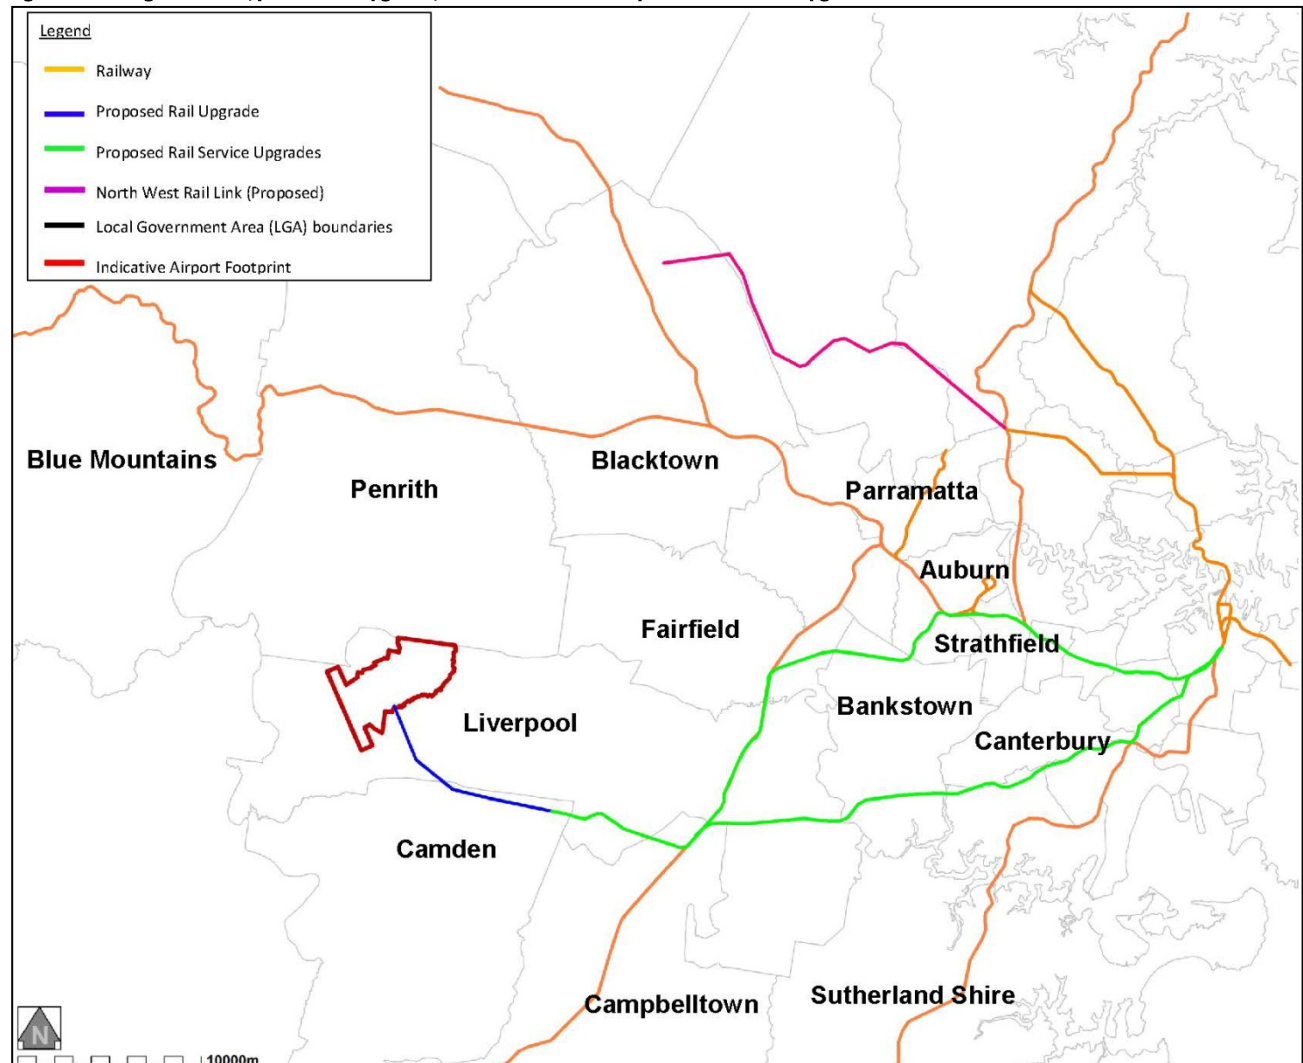 Legend
Railway
Proposed Rail Upgrade
Proposed Rail Service Upgrades
North West Rail Link (Proposed)
Local Government Area (LGA) boundaries
Indicative Airport Footprint
Blue Mountains
Blacktown
Penrith
Parramatta
Auburn
Fairfield
Strathfield
Bankstown
Liverpool
Canterbury
Camden
Sutherland Shire
Campbelltown
N
10000m